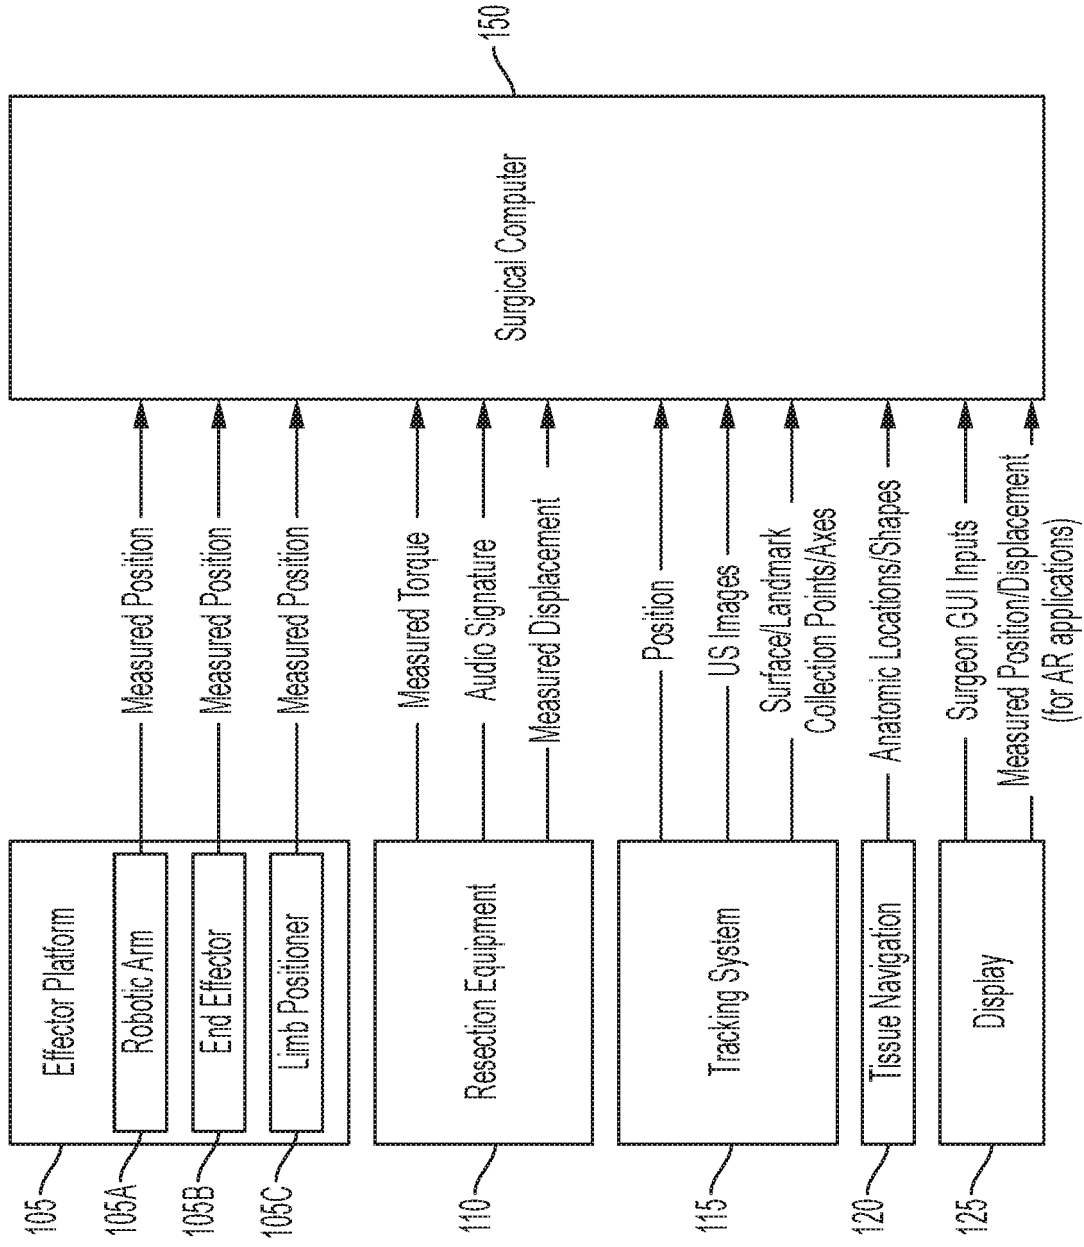 105
Effector Platform
105A
Robotic Arm
Measured Position
105B
End Effector
Measured Position
105C
Limb Positioner
Measured Position
110
Resection Equipment
Measured Torque
Audio Signature
Measured Displacement
115
Tracking System
Position
US Images
Surface/Landmark
Collection Points/Axes
120
Tissue Navigation
Anatomic Locations/Shapes
125
Display
Surgeon GUI Inputs
Measured Position/Displacement
(for AR applications)
Surgical Computer
150